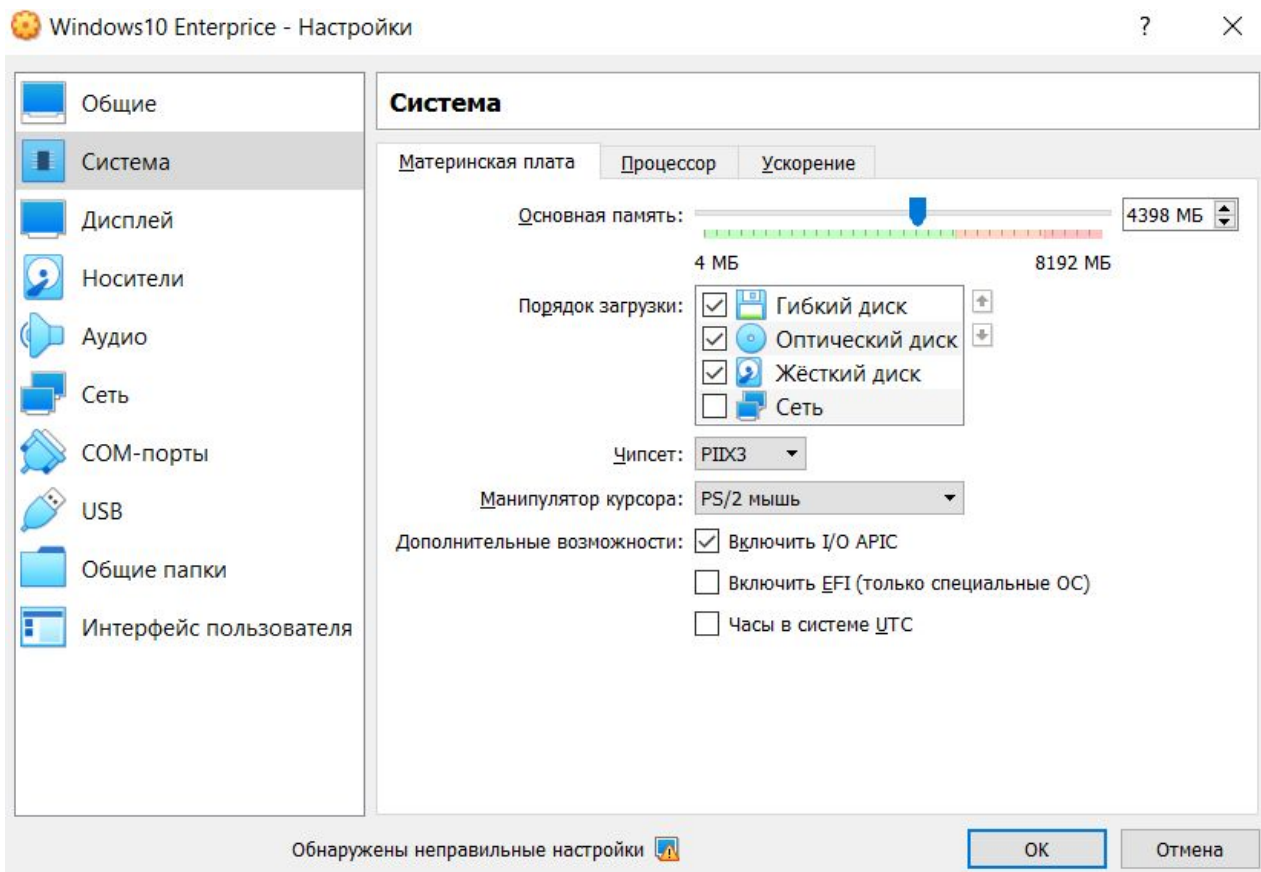 Windows10 Enterprice - Настройки
?
Общие
Система
Дисплей
Носители
Аудио
Сеть
COM-порты
USB
Общие папки
Интерфейс пользователя
Система
Материнская плата
Процессор
Ускорение
Основная память:
4398 МБ
4 МБ
8192 МБ
Порядок загрузки:
Гибкий диск
Оптический диск
Жёсткий диск
Сеть
Чипсет:
PIIX3
Манипулятор курсора:
PS/2 мышь
Дополнительные возможности:
Включить I/O APIC
Включить EFI (только специальные ОС)
Часы в системе UTC
Обнаружены неправильные настройки
ОК
Отмена